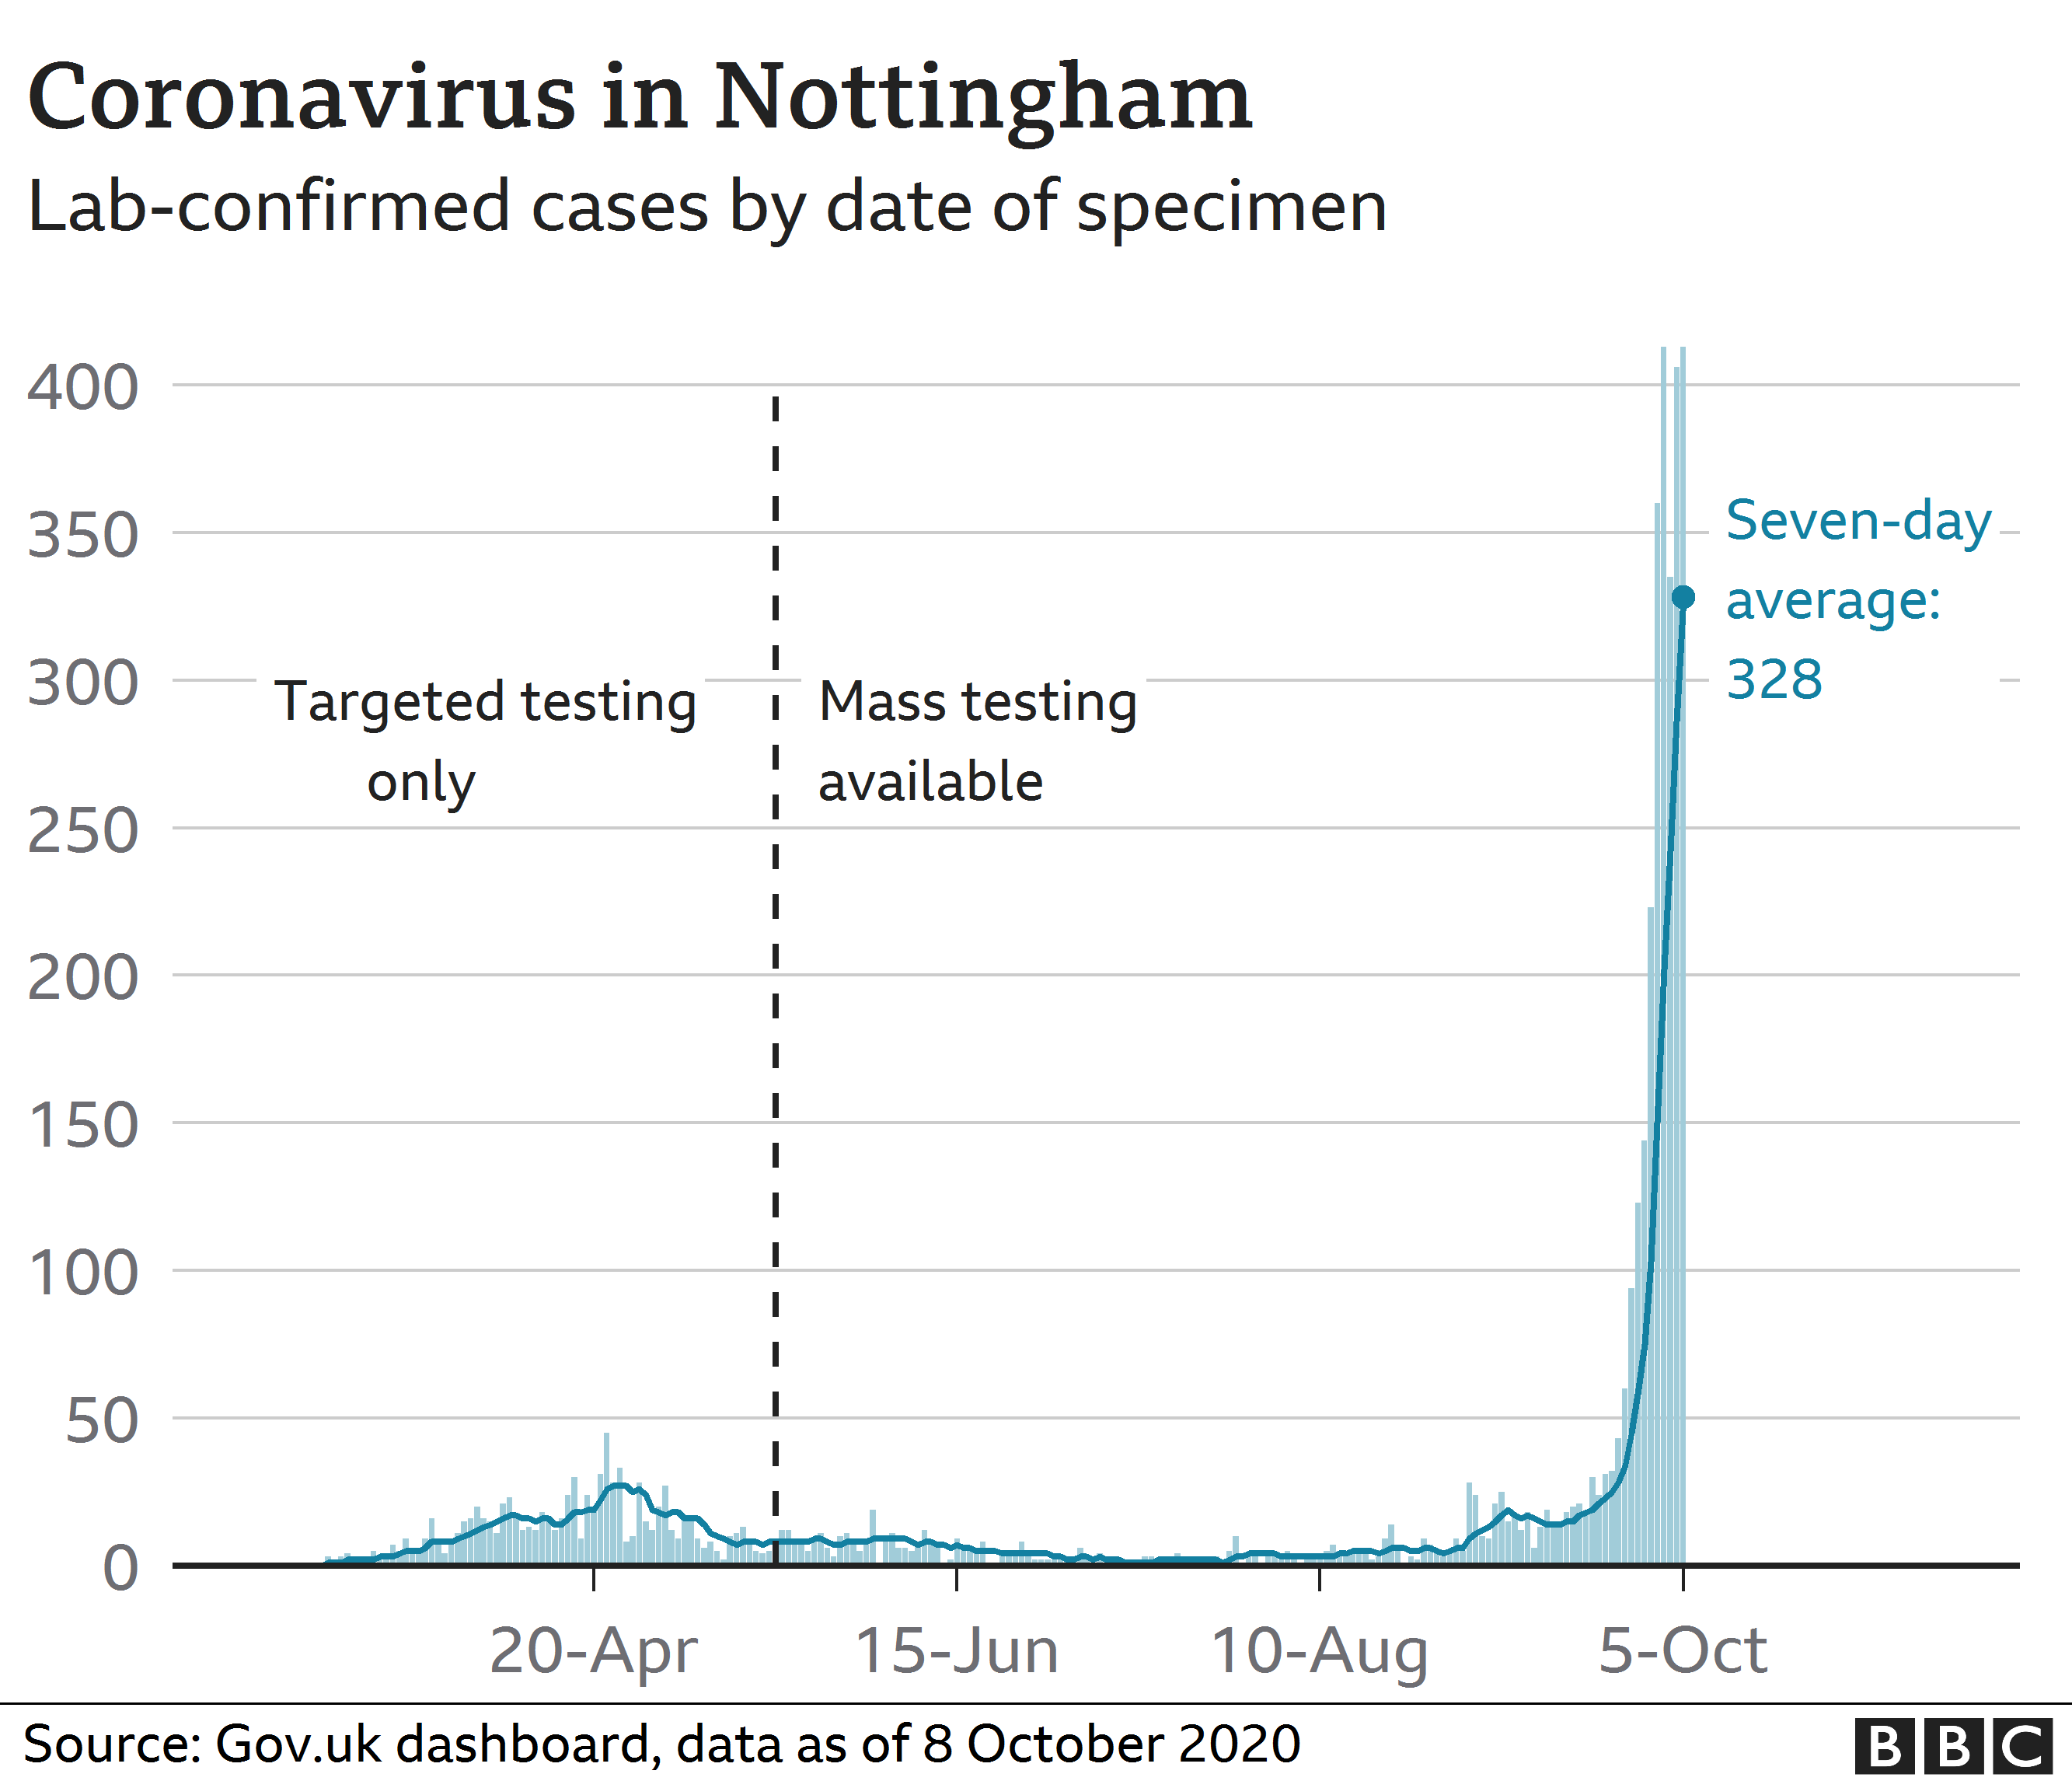 Coronavirus in Nottingham
Lab-confirmed cases by date of specimen
400
350
300
250
200
150
100
50
0
Targeted testing
only
Mass testing
available
Seven-day
average:
328
20-Apr
15-Jun
10-Aug
5-Oct
Source: Gov.uk dashboard, data as of 8 October 2020
BBC